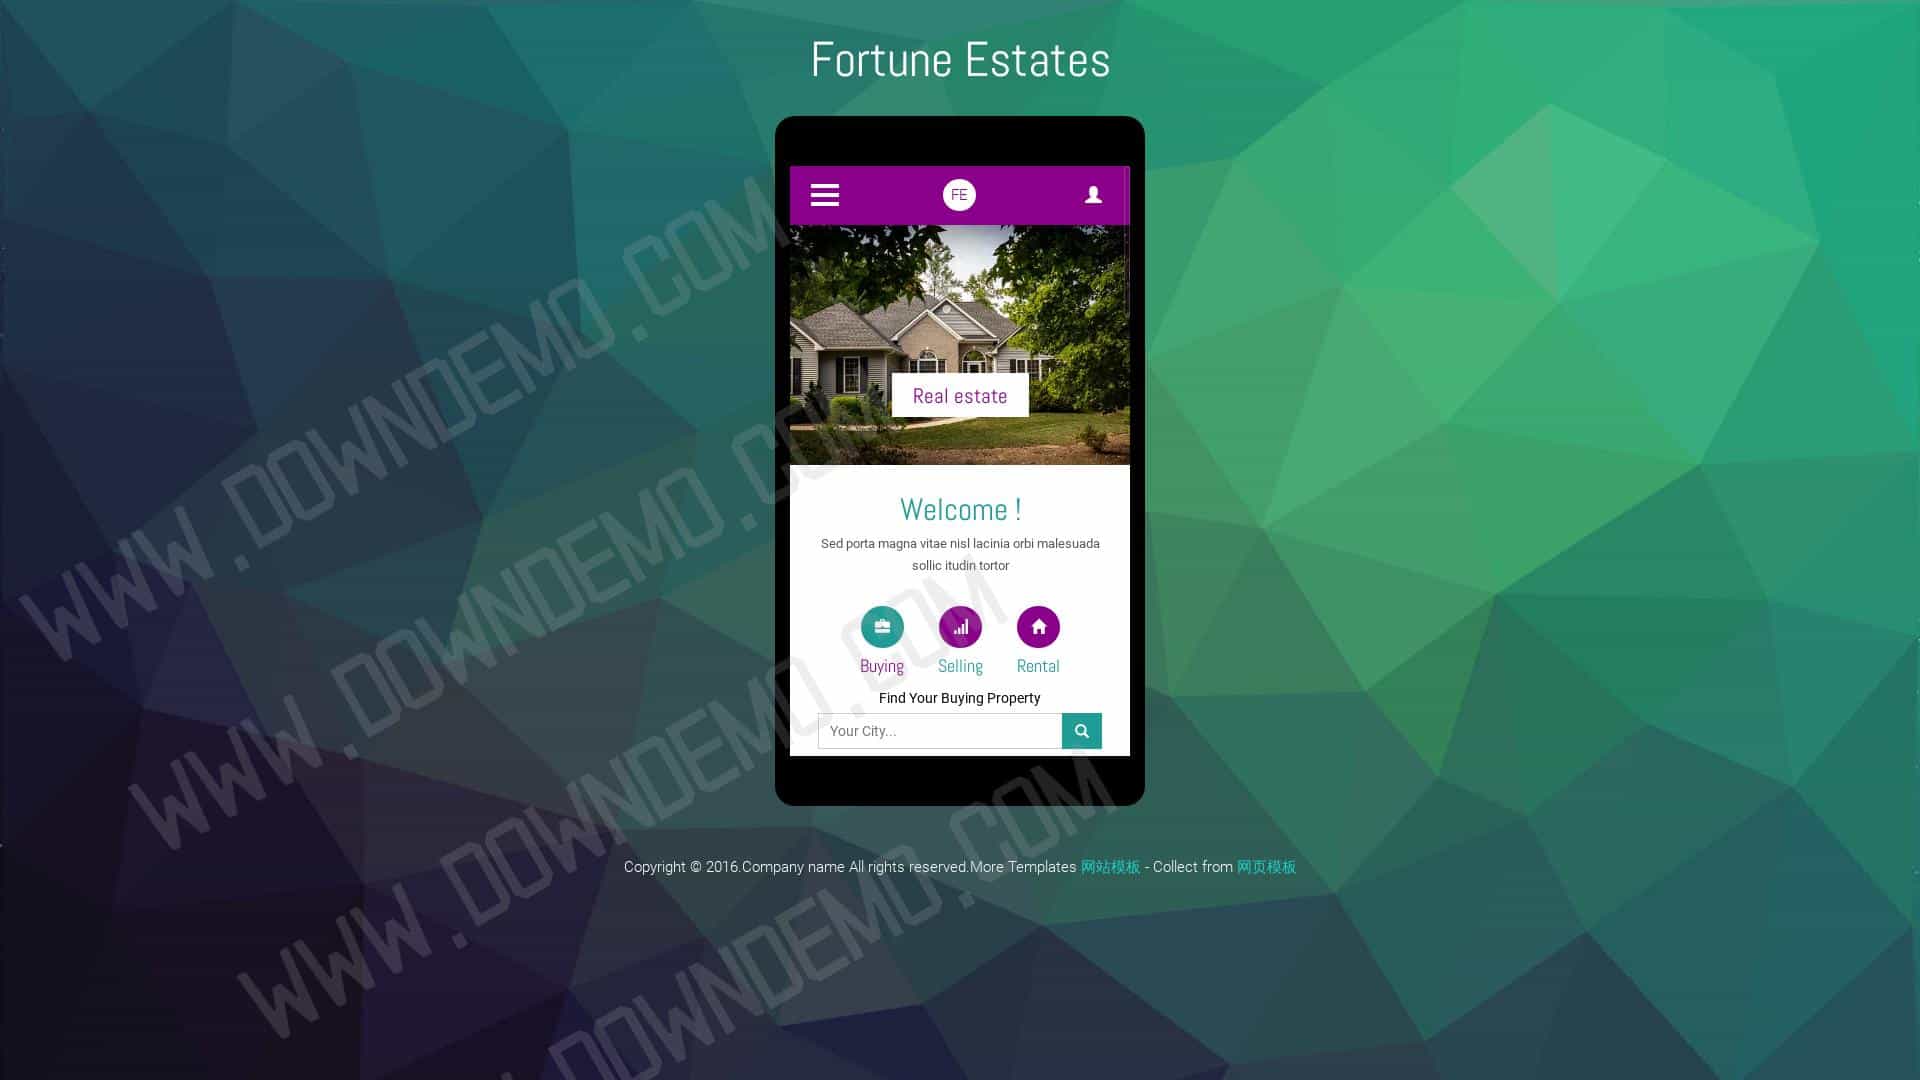 Fortune Estates
FE
Real estate
Welcome !
Sed porta magna vitae nisl lacinia orbi malesuada
sollic itudin tortor
Buying Selling Rental
Find Your Buying Property
Your City...
Copyright © 2016.Company name All rights reserved.More Templates 网站模板 - Collect from 网页模板
WWW.DOWNDEMO.COM
WWW.DOWNDEMO.COM
WWW.DOWNDEMO.COM
.DOWNDEMO.COM